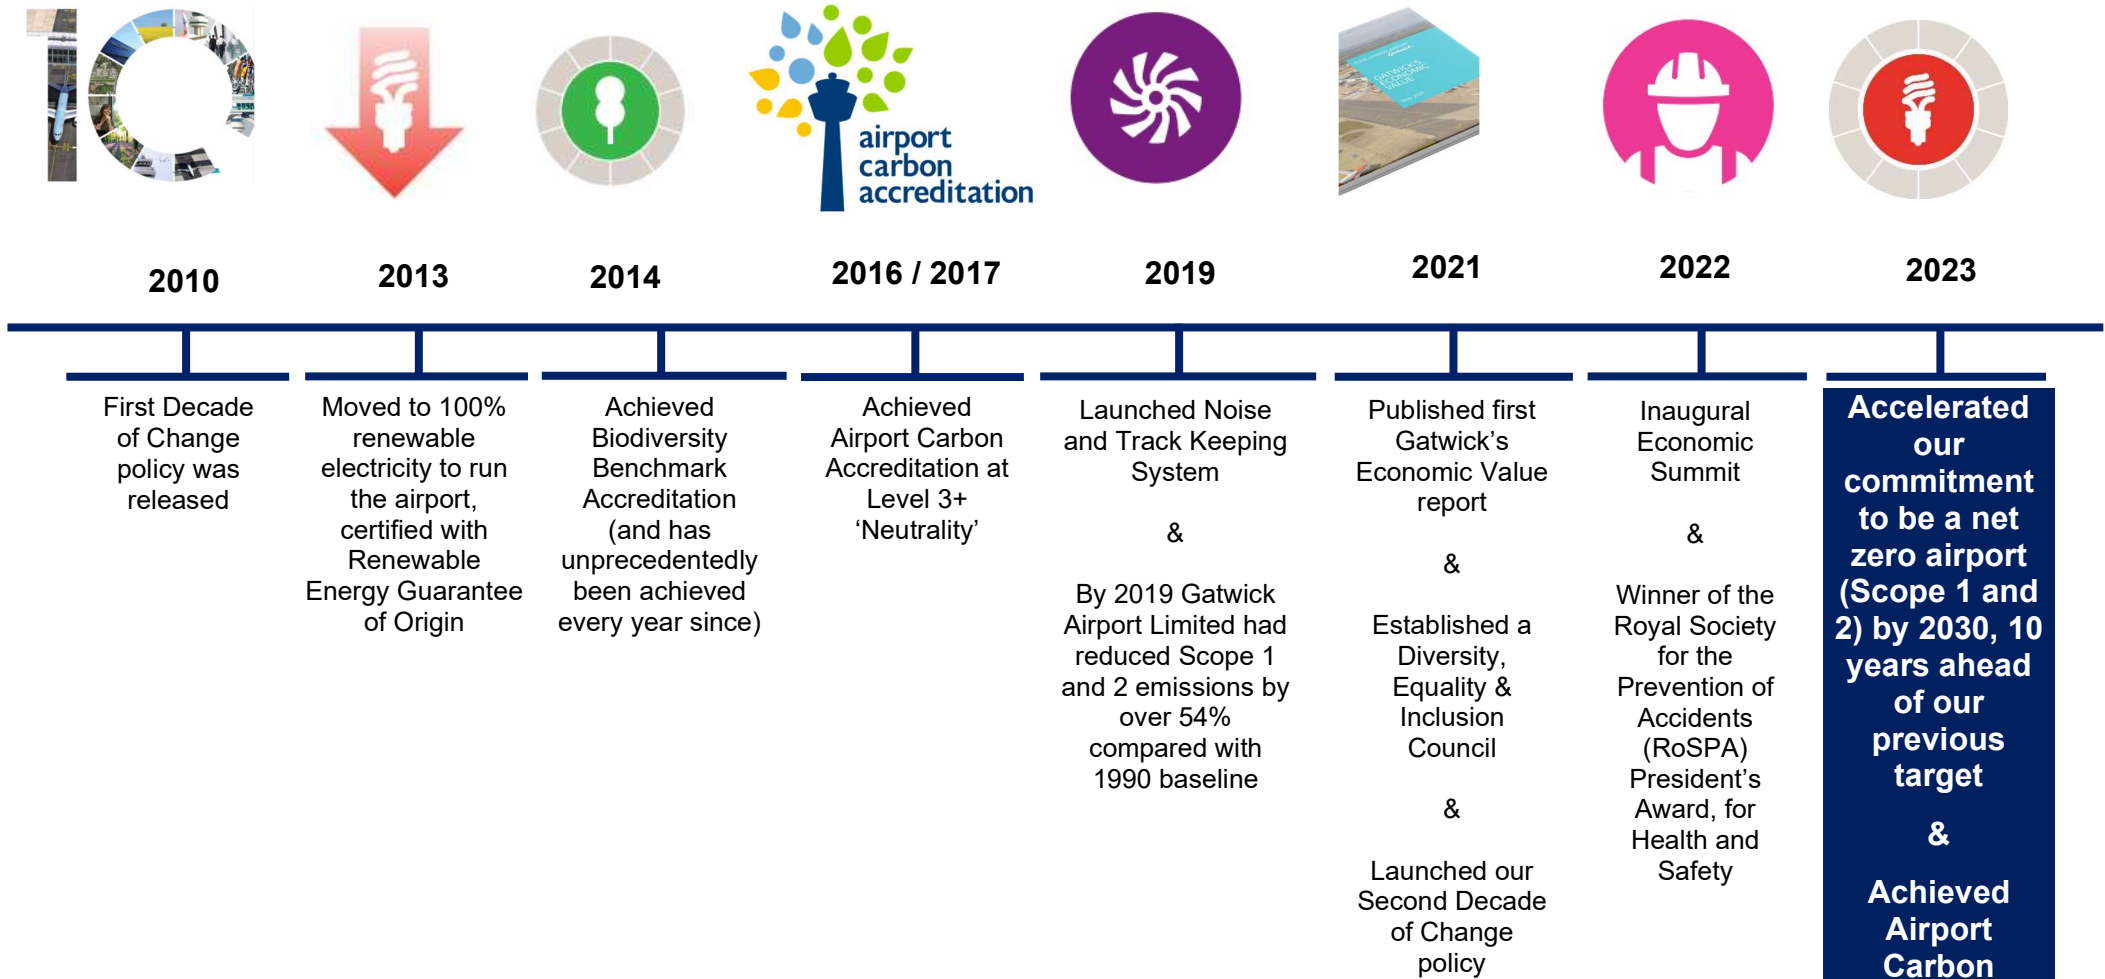 10
airport
carbon
accreditation
GATWICK'S
ECONOMIC
VALUE
2010
2013
2014
2016 / 2017
2019
2021
2022
2023
First Decade
of Change
policy was
released
Moved to 100%
renewable
electricity to run
the airport,
certified with
Renewable
Energy Guarantee
of Origin
Achieved
Biodiversity
Benchmark
Accreditation
(and has
unprecedentedly
been achieved
every year since)
Achieved
Airport Carbon
Accreditation at
Level 3+
‘Neutrality’
Launched Noise
and Track Keeping
System
&
By 2019 Gatwick
Airport Limited had
reduced Scope 1
and 2 emissions by
over 54%
compared with
1990 baseline
Published first
Gatwick’s
Economic Value
report
&
Established a
Diversity,
Equality &
Inclusion
Council
&
Launched our
Second Decade
of Change
policy
Inaugural
Economic
Summit
&
Winner of the
Royal Society
for the
Prevention of
Accidents
(RoSPA)
President’s
Award, for
Health and
Safety
Accelerated
our
commitment
to be a net
zero airport
(Scope 1 and
2) by 2030, 10
years ahead
of our
previous
target
&
Achieved
Airport
Carbon